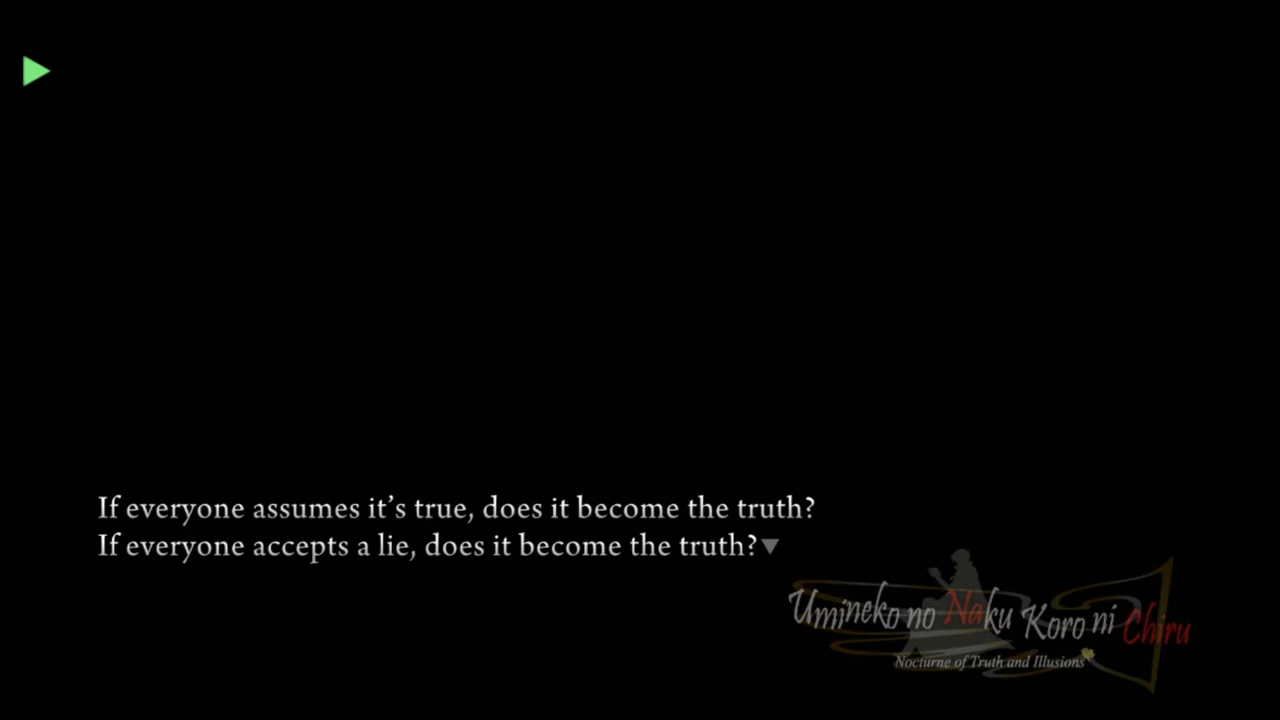 If everyone assumes it’s true, does it become the truth?
If everyone accepts a lie, does it become the truth?
Umineko no Naku Koro ni Chiru
Nocturne of Truth and Illusions